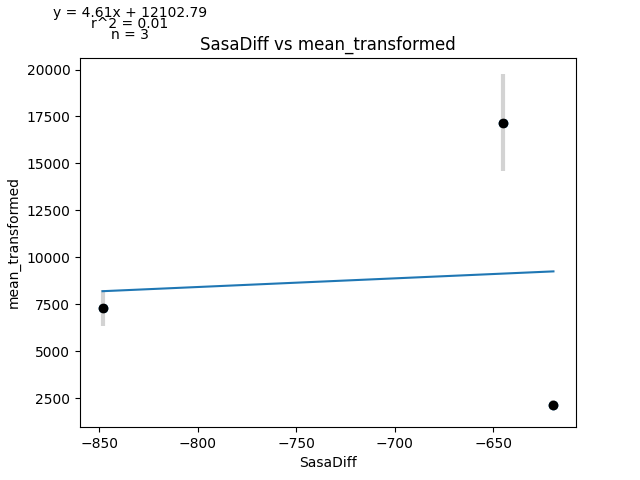 y = 4.61x + 12102.79
r^2 = 0.01
n = 3
SasaDiff vs mean_transformed
20000
17500
15000
12500
10000
7500
5000
2500
mean_transformed
−850
−800
−750
−700
−650
SasaDiff